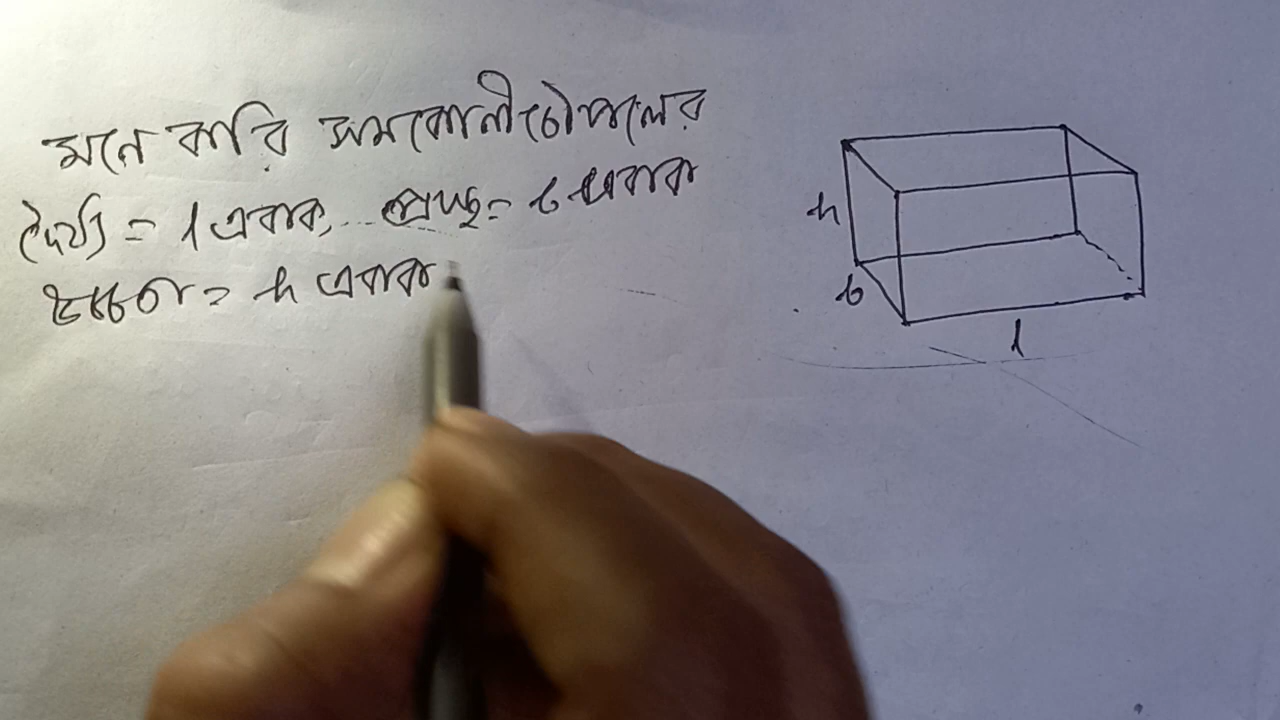 মনে করি সমকোণী চৌপলের
দৈর্ঘ্য = l একক, প্রস্থ = b একক
উচ্চতা = h একক
h
b
l